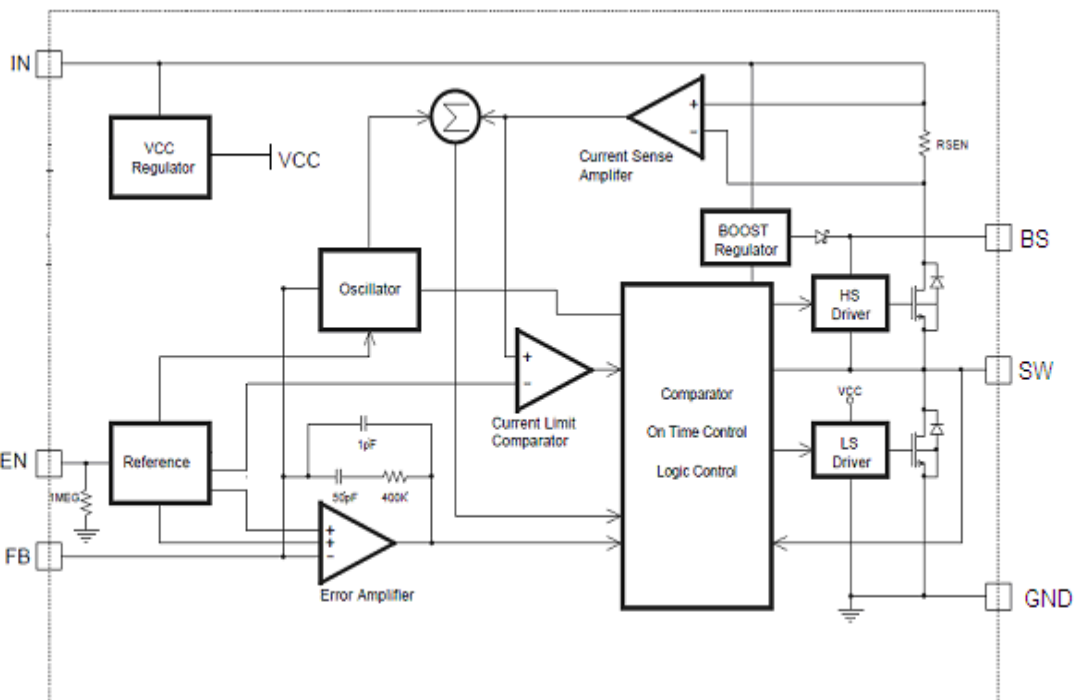 IN
VCC
Regulator
VCC
Σ
+
-
Current Sense
Amplifer
RSEN
BOOST
Regulator
BS
Oscillator
HS
Driver
+
-
Current Limit
Comparator
SW
Comparator
On Time Control
Logic Control
VCC
LS
Driver
1pF
50pF
400K
EN
Reference
1MEG
FB
+
+
-
Error Amplifier
GND